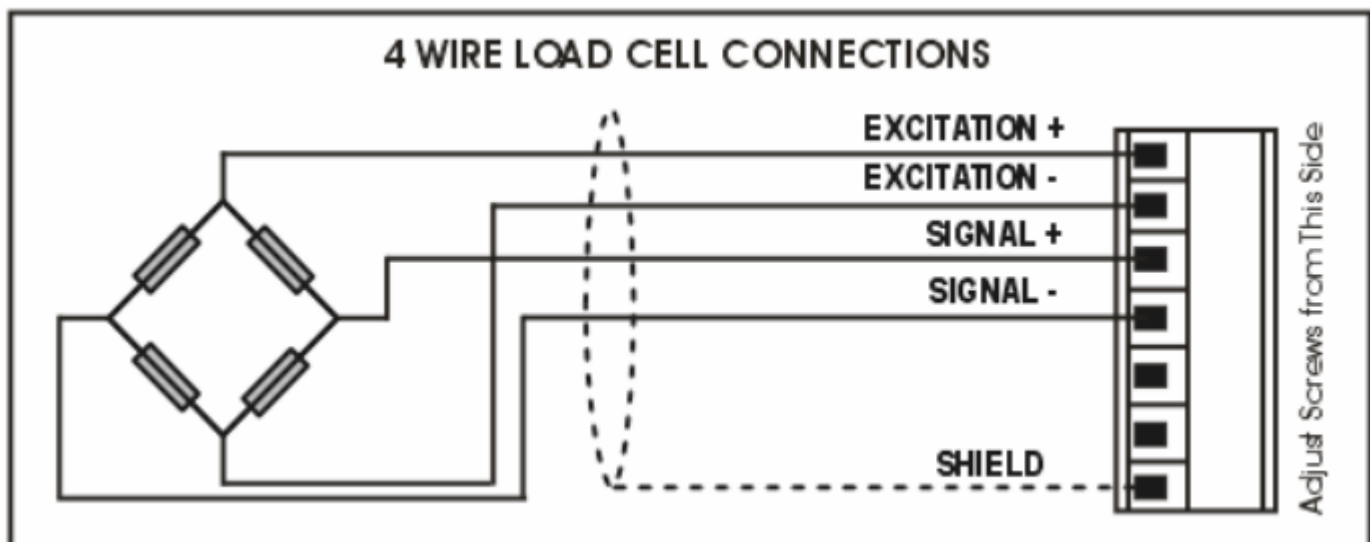 4 WIRE LOAD CELL CONNECTIONS
EXCITATION +
EXCITATION -
SIGNAL +
SIGNAL -
SHIELD
Adjust Screws from This Side